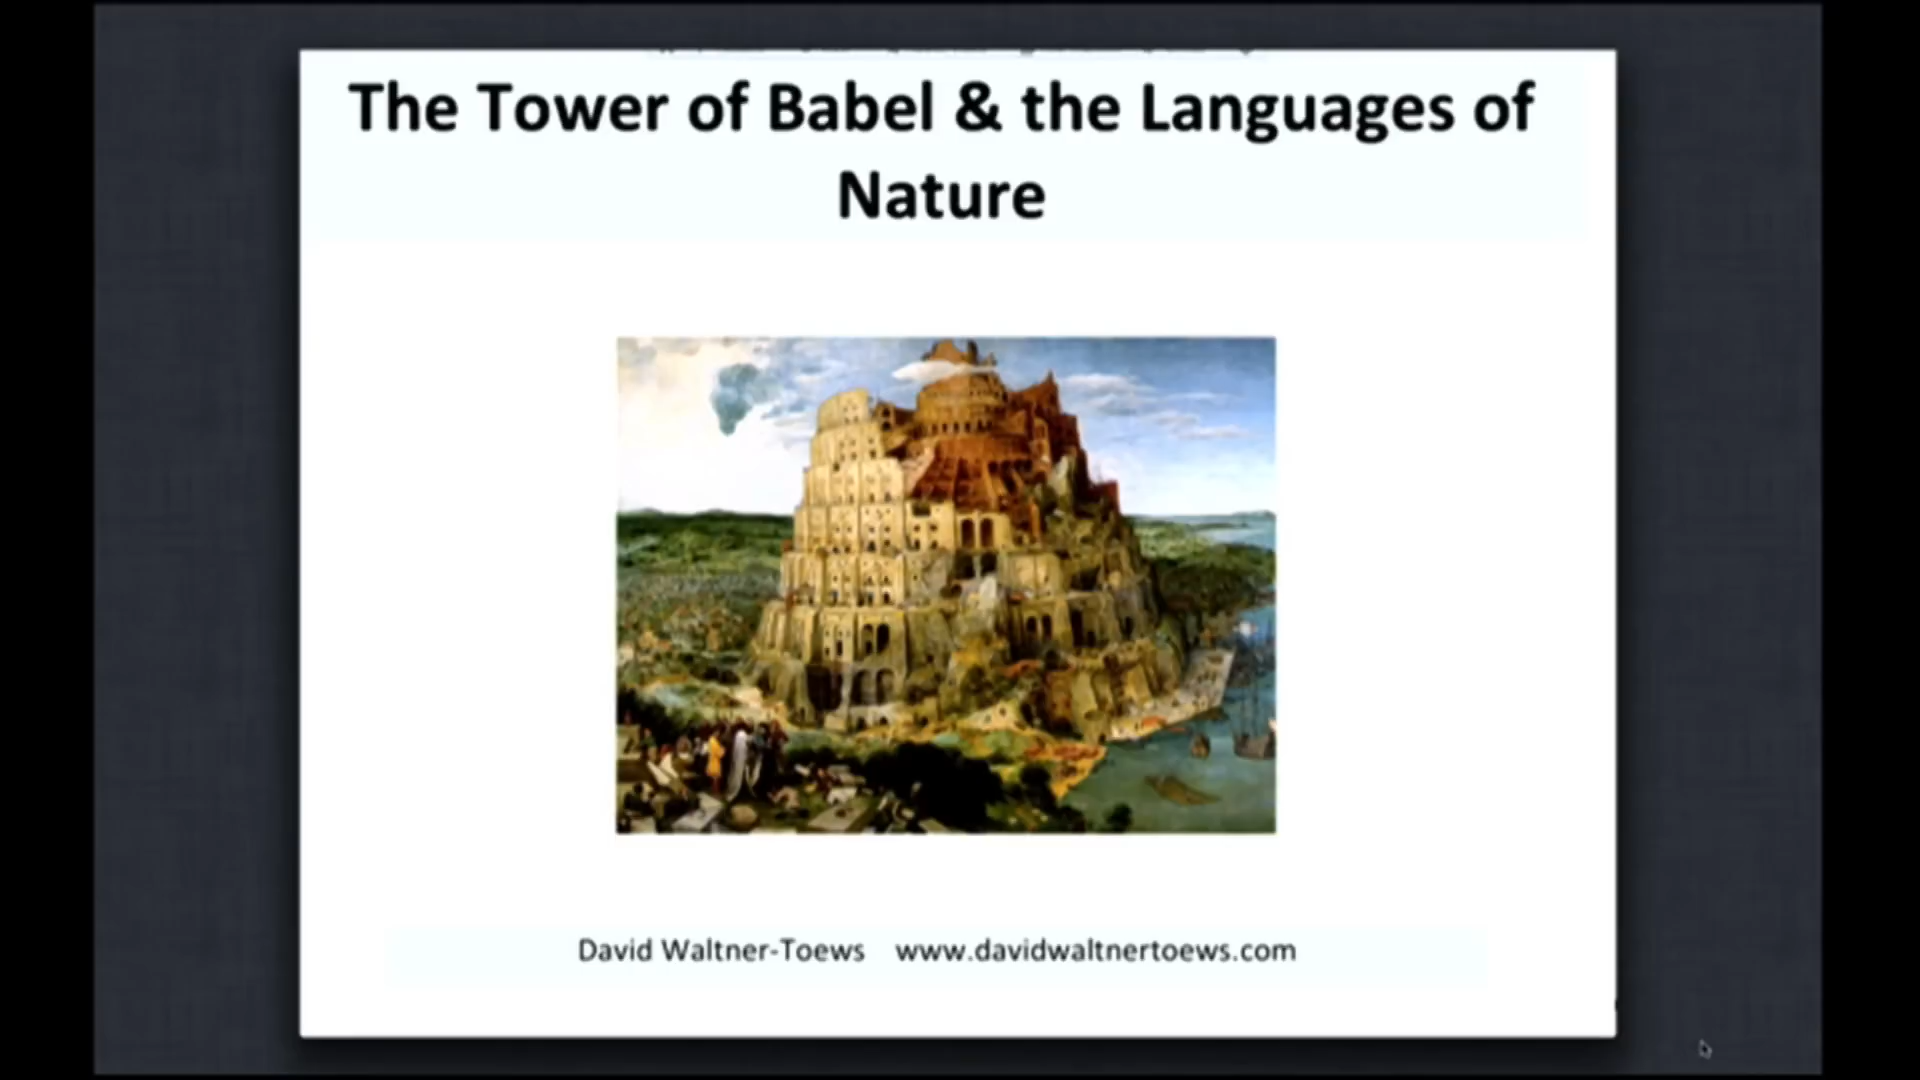 The Tower of Babel & the Languages of
Nature
David Waltner-Toews www.davidwaltnertoews.com